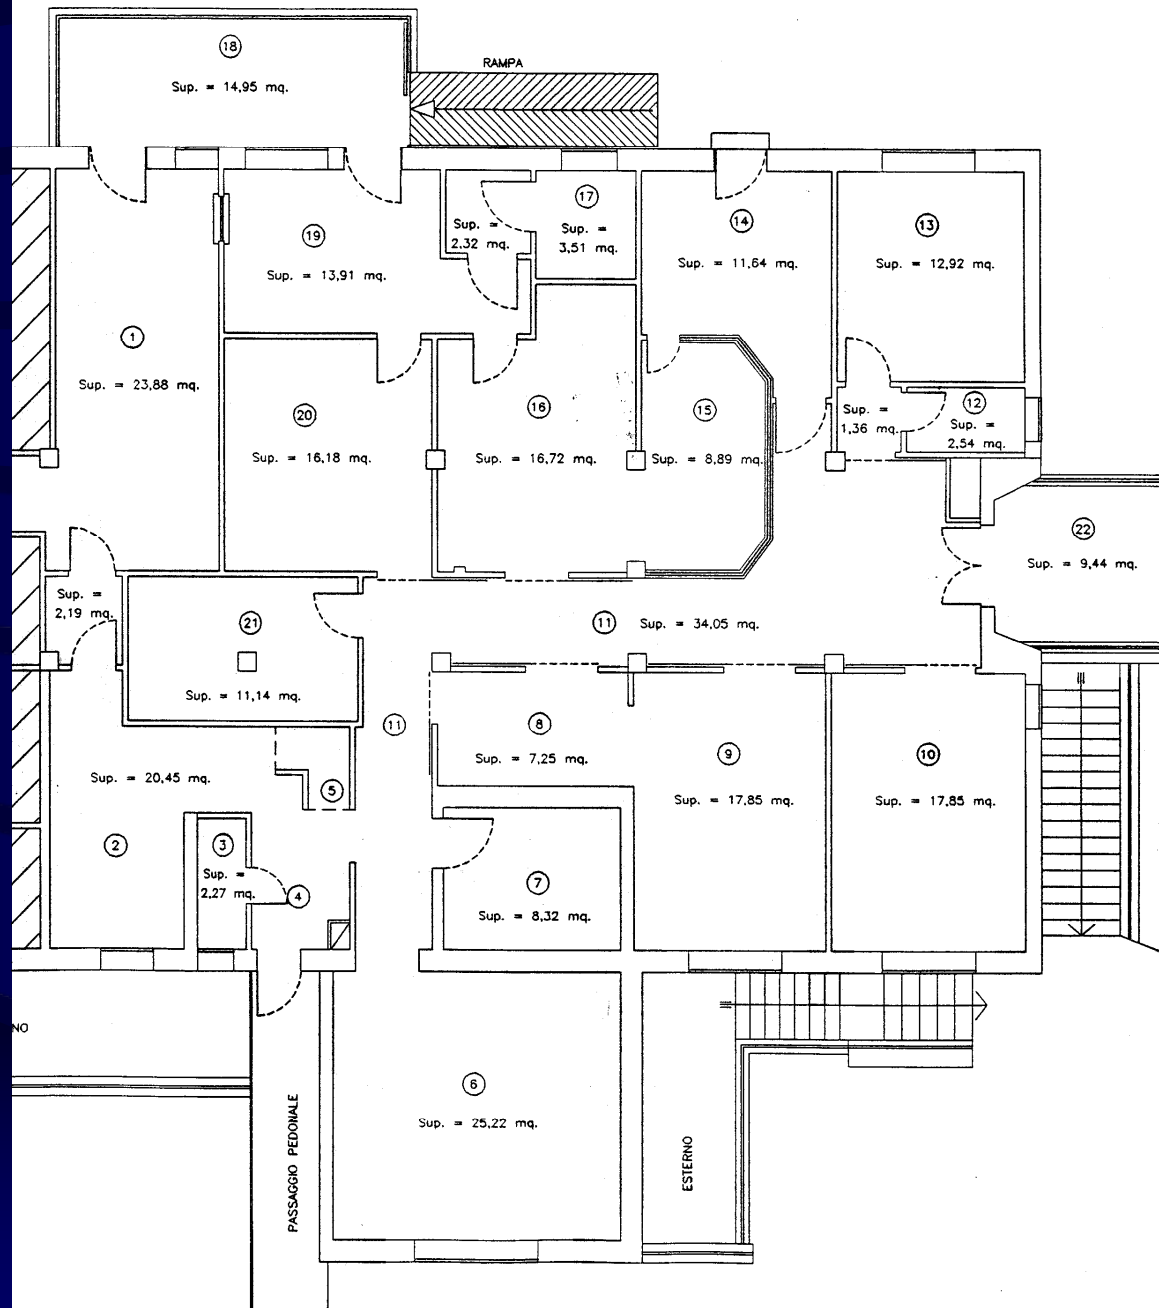 18
Sup. = 14,95 mq.
RAMPA
17
Sup. =
3,51 mq.
Sup. =
2,32 mq.
19
Sup. = 13,91 mq.
14
Sup. = 11,64 mq.
13
Sup. = 12,92 mq.
1
Sup. = 23,88 mq.
20
Sup. = 16,18 mq.
16
Sup. = 16,72 mq.
15
Sup. = 8,89 mq.
Sup. =
1,36 mq.
12
Sup. =
2,54 mq.
22
Sup. = 9,44 mq.
Sup. =
2,19 mq.
21
Sup. = 11,14 mq.
11
Sup. = 34,05 mq.
11
8
Sup. = 7,25 mq.
9
Sup. = 17,85 mq.
10
Sup. = 17,85 mq.
Sup. = 20,45 mq.
5
2
3
Sup. =
2,27 mq.
4
7
Sup. = 8,32 mq.
NO
6
Sup. = 25,22 mq.
PASSAGGIO PEDONALE
ESTERNO